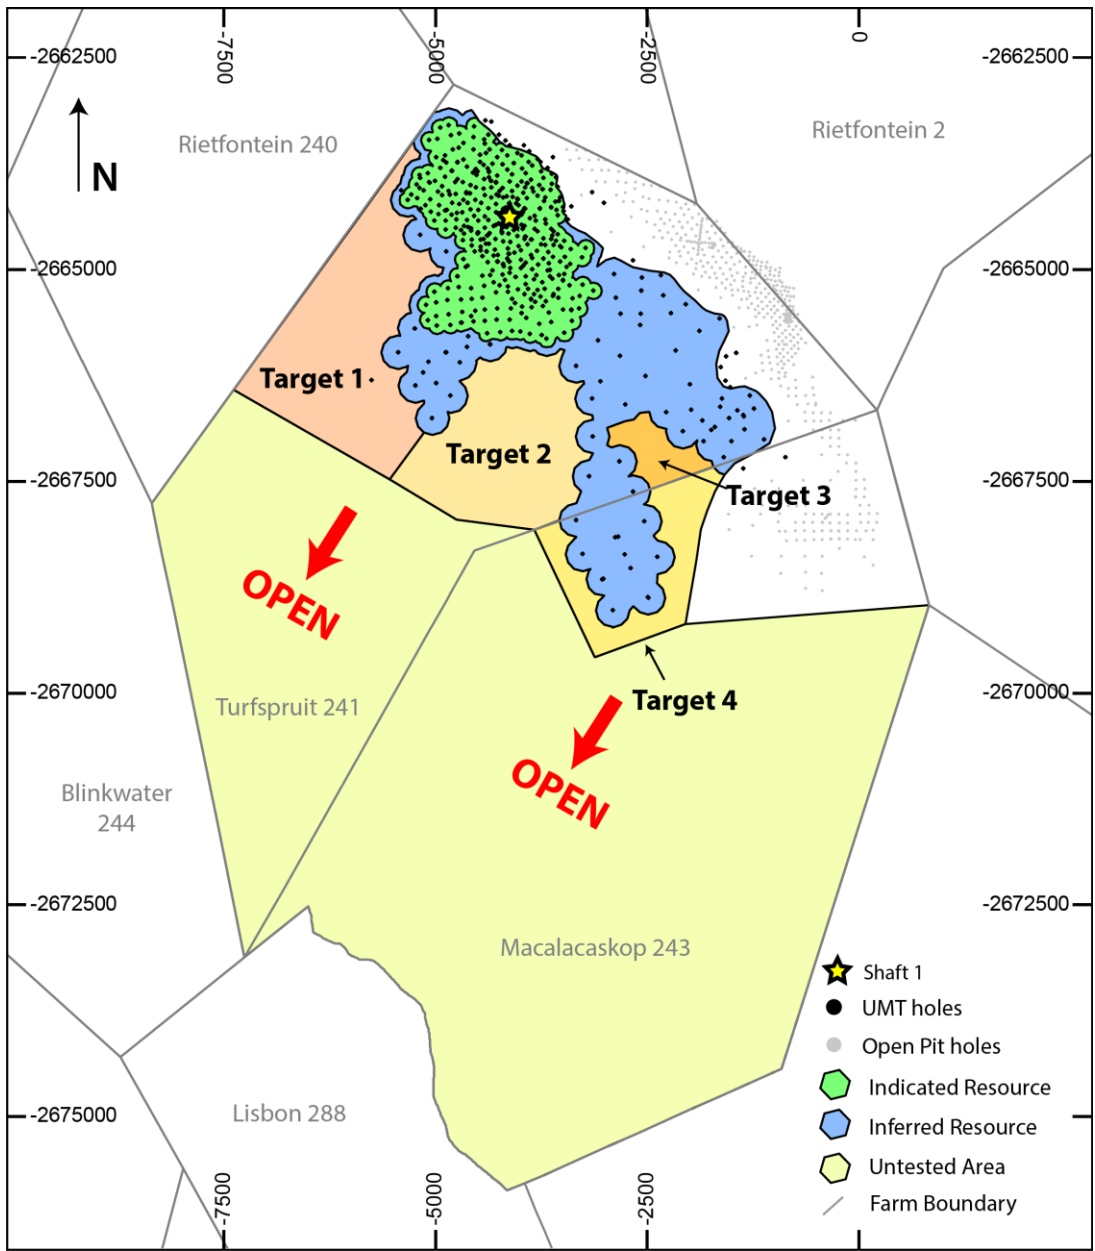 -7500
-5000
-2500
0
-2662500
-2662500
Rietfontein 2
Rietfontein 240
N
-2665000
-2665000
Target 1
Target 2
-2667500
-2667500
Target 3
OPEN
-2670000
-2670000
Target 4
Turfspruit 241
OPEN
Blinkwater
244
-2672500
-2672500
Macalacaskop 243
Shaft 1
UMT holes
Open Pit holes
Indicated Resource
Inferred Resource
Untested Area
Farm Boundary
-2675000
Lisbon 288
-7500
-5000
-2500